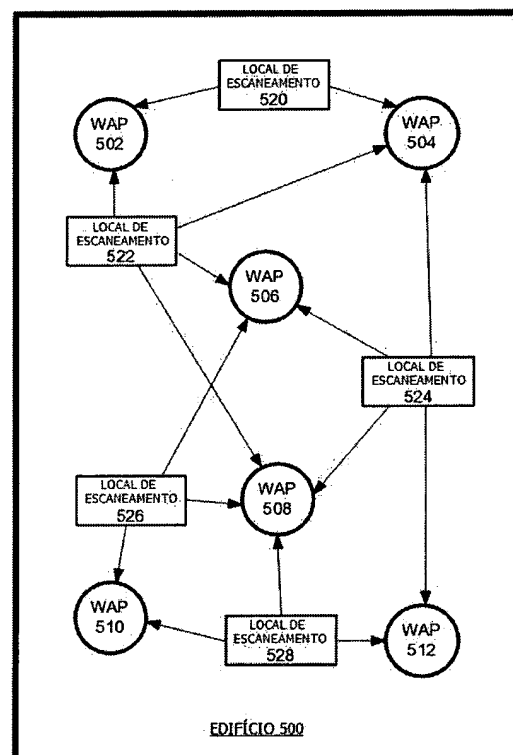 LOCAL DE
ESCANEAMENTO
520
WAP
502
WAP
504
LOCAL DE
ESCANEAMENTO
522
WAP
506
LOCAL DE
ESCANEAMENTO
524
LOCAL DE
ESCANEAMENTO
526
WAP
508
WAP
510
LOCAL DE
ESCANEAMENTO
528
WAP
512
EDIFÍCIO 500